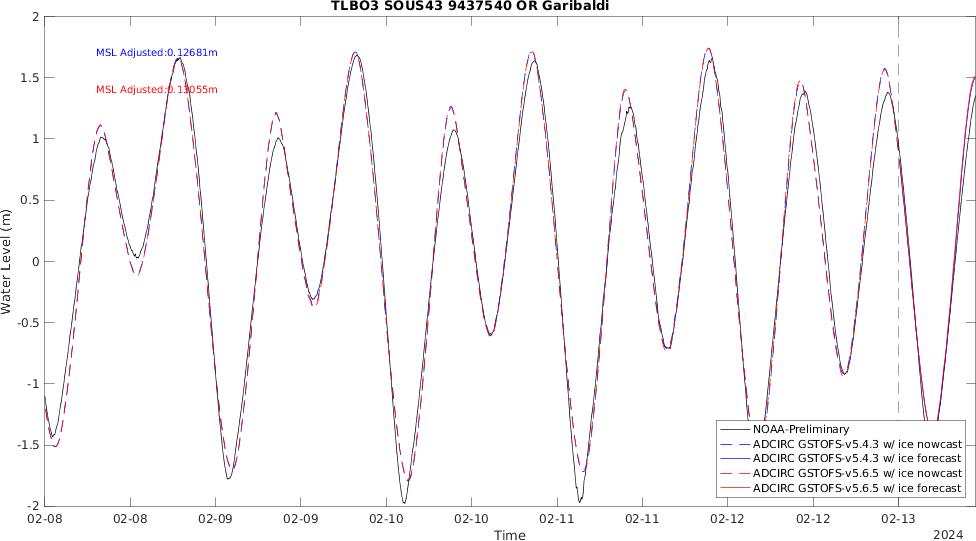 TLBO3 SOUS43 9437540 OR Garibaldi
2
1.5
1
0.5
0
-0.5
-1
-1.5
-2
Water Level (m)
MSL Adjusted:0.12681m
MSL Adjusted:0.13055m
NOAA-Preliminary
ADCIRC GSTOFS-v5.4.3 w/ ice nowcast
ADCIRC GSTOFS-v5.4.3 w/ ice forecast
ADCIRC GSTOFS-v5.6.5 w/ ice nowcast
ADCIRC GSTOFS-v5.6.5 w/ ice forecast
02-08 02-08 02-09 02-09 02-10 02-10 02-11 02-11 02-12 02-12 02-13
Time
2024